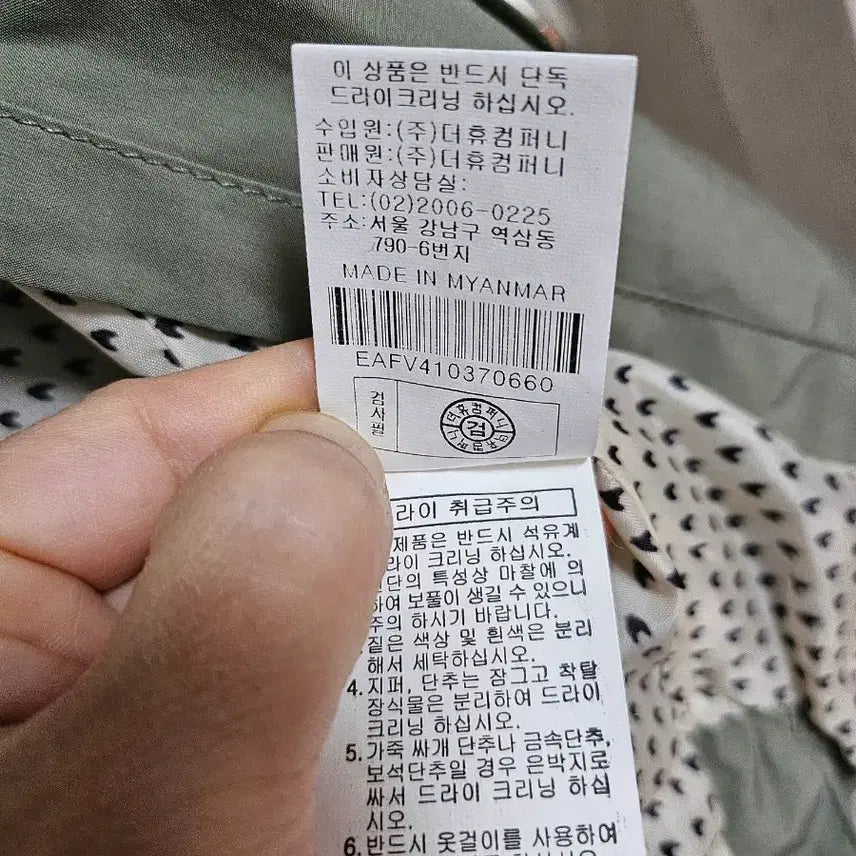 이 상품은 반드시 단독
드라이크리닝 하십시오.
수입원:(주)더휴컴퍼니
판매원:(주)더휴컴퍼니
소비자상담실:
TEL:(02)2006-0225
주소:서울 강남구 역삼동
790-6번지
MADE IN MYANMAR
EAFV410370660
검사필
더휴컴퍼니
검
라이 취급주의
제품은 반드시 석유계
라이 크리닝 하십시오.
단의 특성상 마찰에 의
하여 보풀이 생길 수 있으니
주의 하시기 바랍니다.
짙은 색상 및 흰색은 분리
해서 세탁하십시오.
4. 지퍼, 단추는 잠그고 착탈
장식물은 분리하여 드라이
크리닝 하십시오.
5. 가죽 싸개 단추나 금속단추,
보석단추일 경우 은박지로
싸서 드라이 크리닝 하십
시오.
6. 반드시 옷걸이를 사용하여